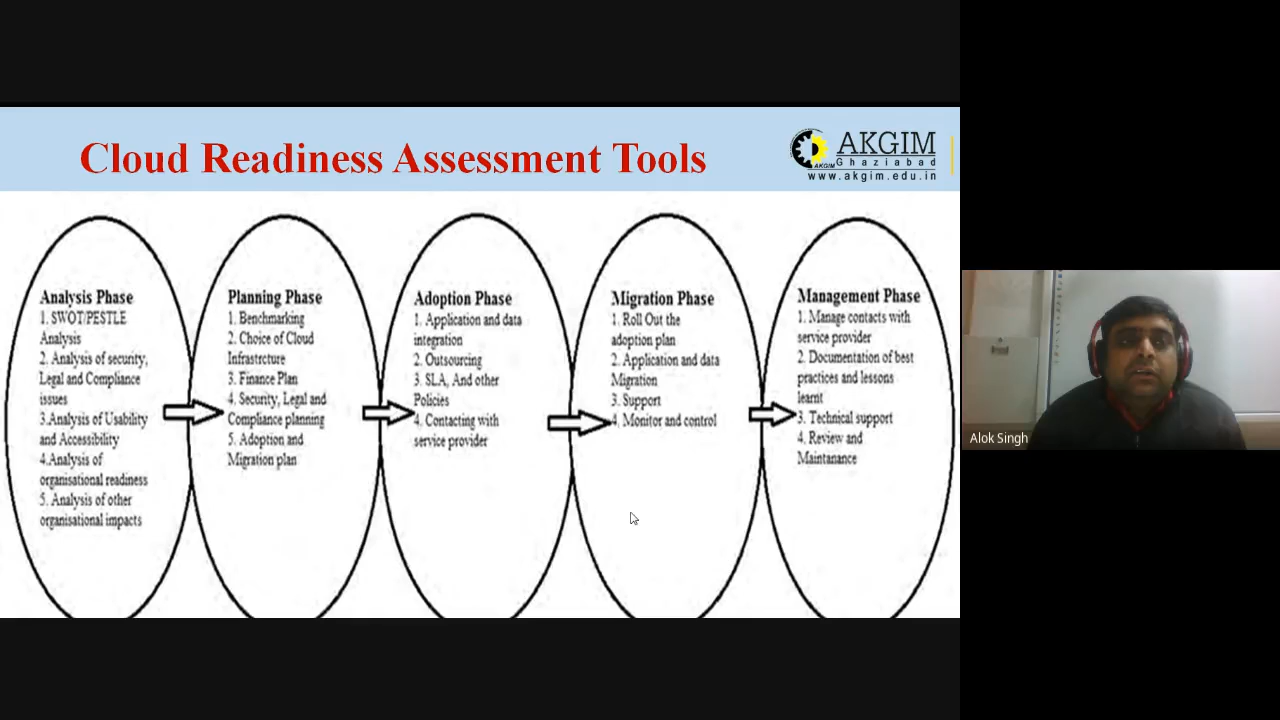 Cloud Readiness Assessment Tools
AKGIM
Ghaziabad
AKGIM
www.akgim.edu.in
Analysis Phase
1. SWOT/PESTLE
Analysis
2. Analysis of security,
Legal and Compliance
issues
3.Analysis of Usability
and Accessibility
4.Analysis of
organisational readiness
5. Analysis of other
organisational impacts
Planning Phase
1. Benchmarking
2. Choice of Cloud
Infrastrcture
3. Finance Plan
4. Security, Legal and
Compliance planning
5. Adoption and
Migration plan
Adoption Phase
1. Application and data
integration
2. Outsourcing
3. SLA, And other
Policies
4. Contacting with
service provider
Migration Phase
1. Roll Out the
adoption plan
2. Application and data
Migration
3. Support
4. Monitor and control
Management Phase
1. Manage contacts with
service provider
2. Documentation of best
practices and lessons
learnt
3. Technical support
4. Review and
Maintanance
Alok Singh